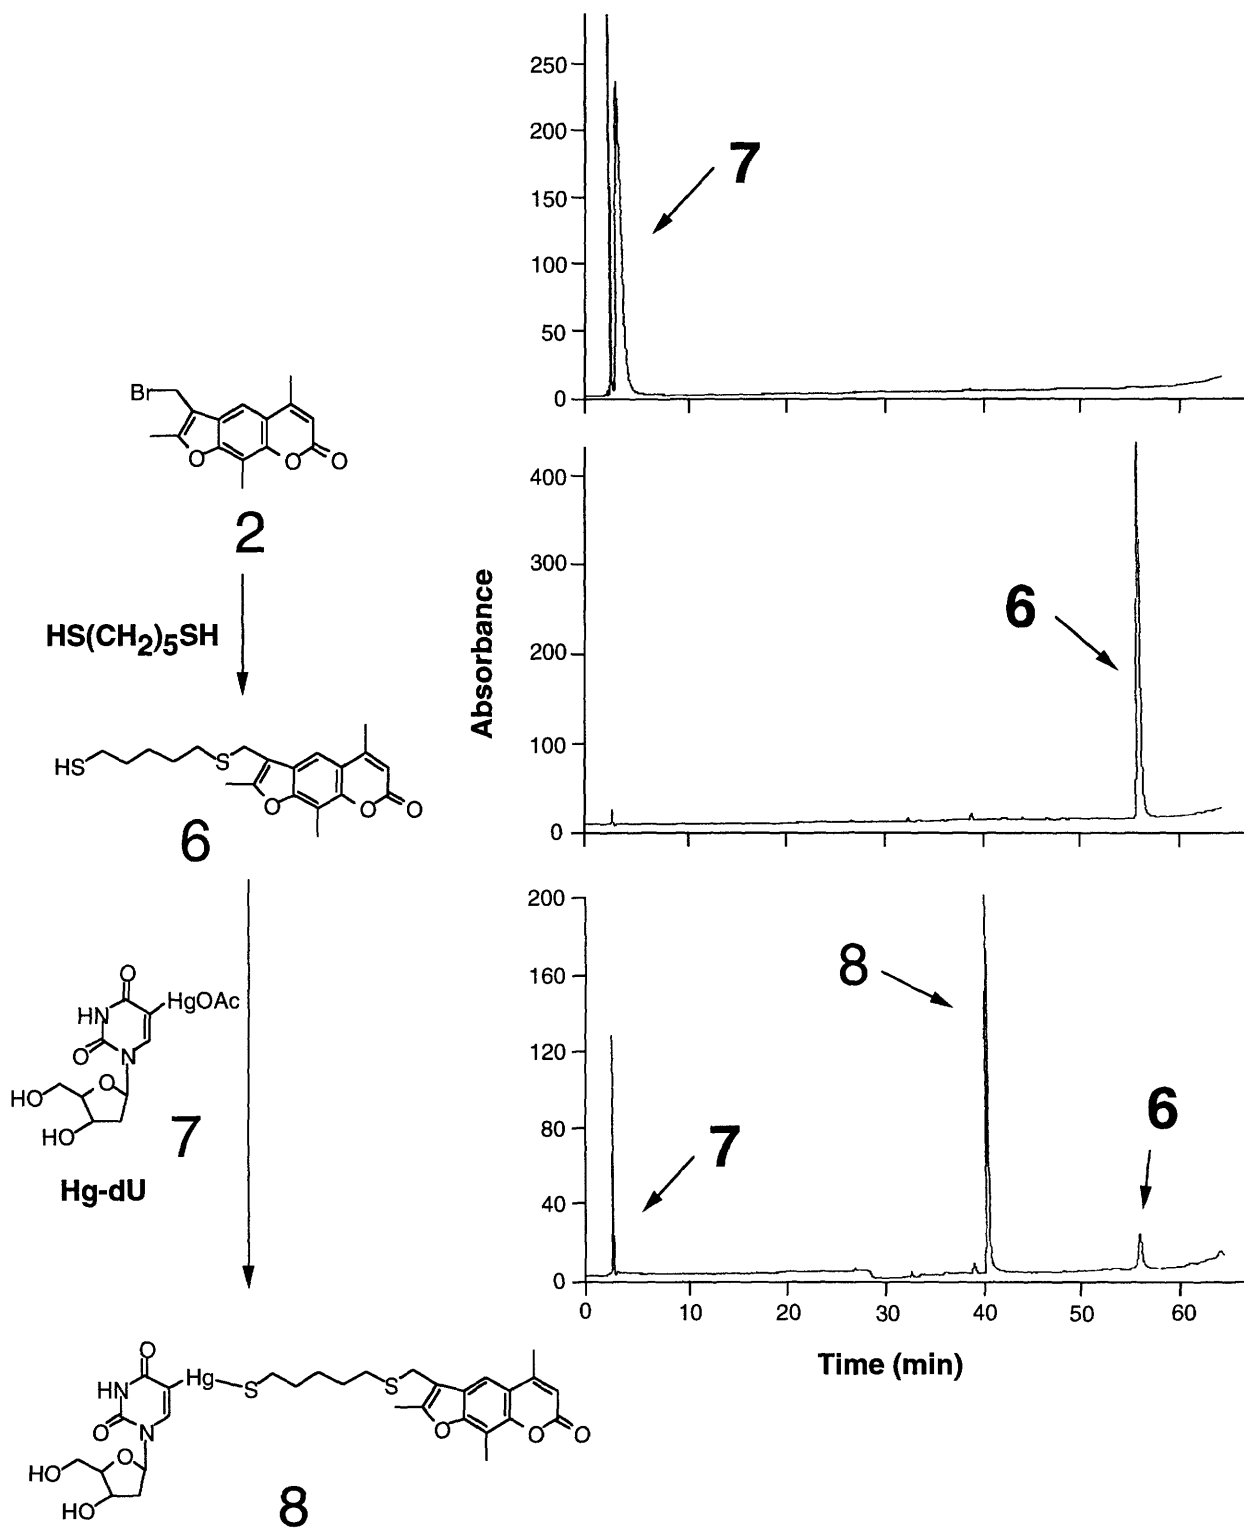 Br
O
O
O
2
HS(CH2)5SH
HS
S
O
O
O
6
O
HgOAc
HN
O
N
O
HO
HO
7
Hg-dU
O
Hg
S
S
HN
O
N
O
O
O
O
HO
HO
8
250
200
150
100
50
0
7
Absorbance
400
300
200
100
0
6
200
160
120
80
40
0
8
7
6
0 10 20 30 40 50 60
Time (min)